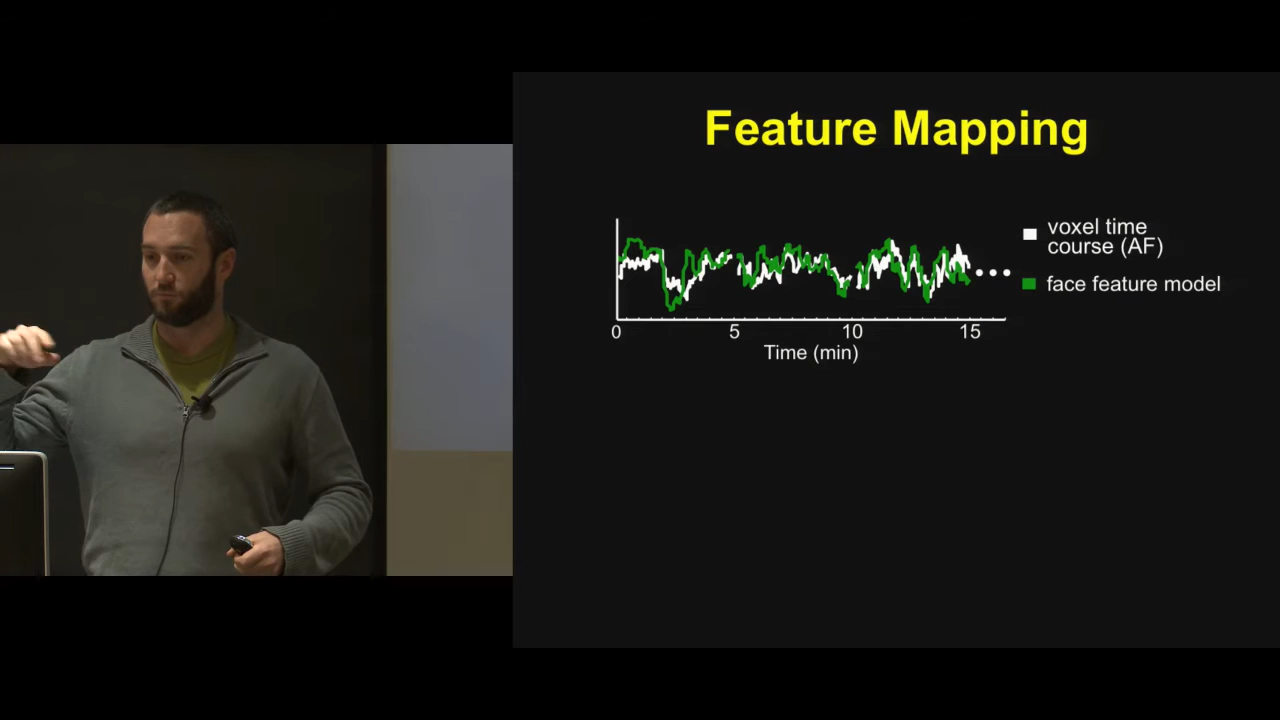 Feature Mapping
voxel time
course (AF)
face feature model
0 5 10 15
Time (min)